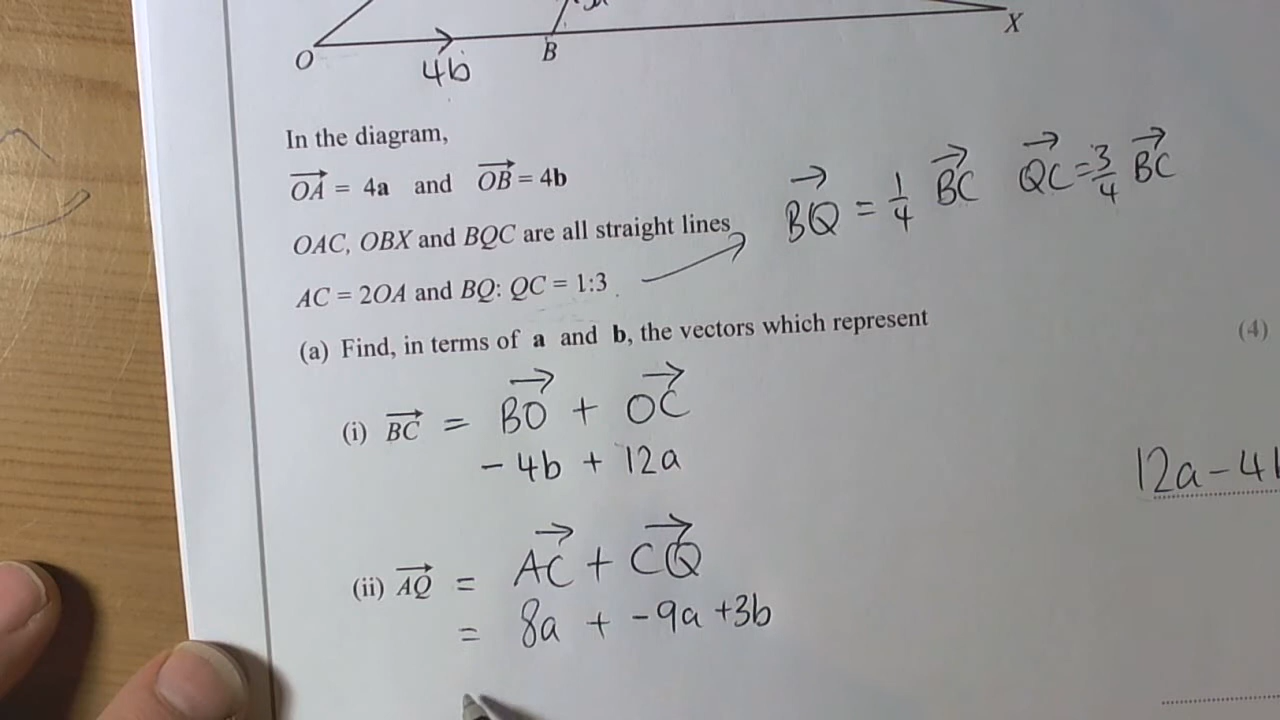 O
4b
B
X
In the diagram,
OA = 4a and OB = 4b
BQ = 1/4 BC QC = 3/4 BC
OAC, OBX and BQC are all straight lines
AC = 2OA and BQ: QC = 1:3
(a) Find, in terms of a and b, the vectors which represent
(4)
(i) BC = BO + OC
- 4b + 12a
12a - 4
(ii) AQ = AC + CQ
= 8a + -9a +3b